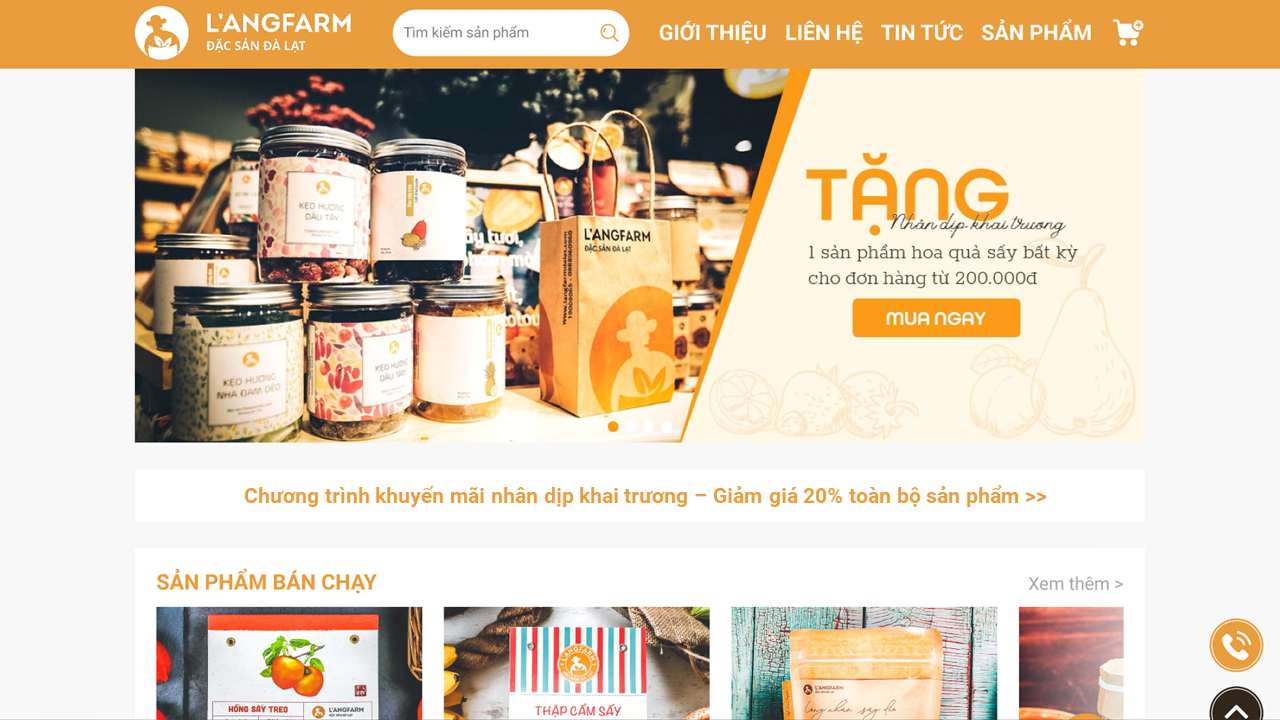 L'ANGFARM
ĐẶC SẢN ĐÀ LẠT
Tìm kiếm sản phẩm
GIỚI THIỆU
LIÊN HỆ
TIN TỨC
SẢN PHẨM
KẸO HƯƠNG
DÂU TÂY
L'ANGFARM
ĐẶC SẢN ĐÀ LẠT
KẸO HƯƠNG
NHA ĐAM DẺO
KẸO HƯƠNG
DÂU TÂY
TẶNG
Nhân dịp khai trương
1 sản phẩm hoa quả sấy bất kỳ
cho đơn hàng từ 200.000đ
MUA NGAY
Chương trình khuyến mãi nhân dịp khai trương – Giảm giá 20% toàn bộ sản phẩm >>
SẢN PHẨM BÁN CHẠY
Xem thêm >
HỒNG SẤY TREO
L'ANGFARM
L'ANGFARM
THẬP CẨM SẤY
L'ANGFARM